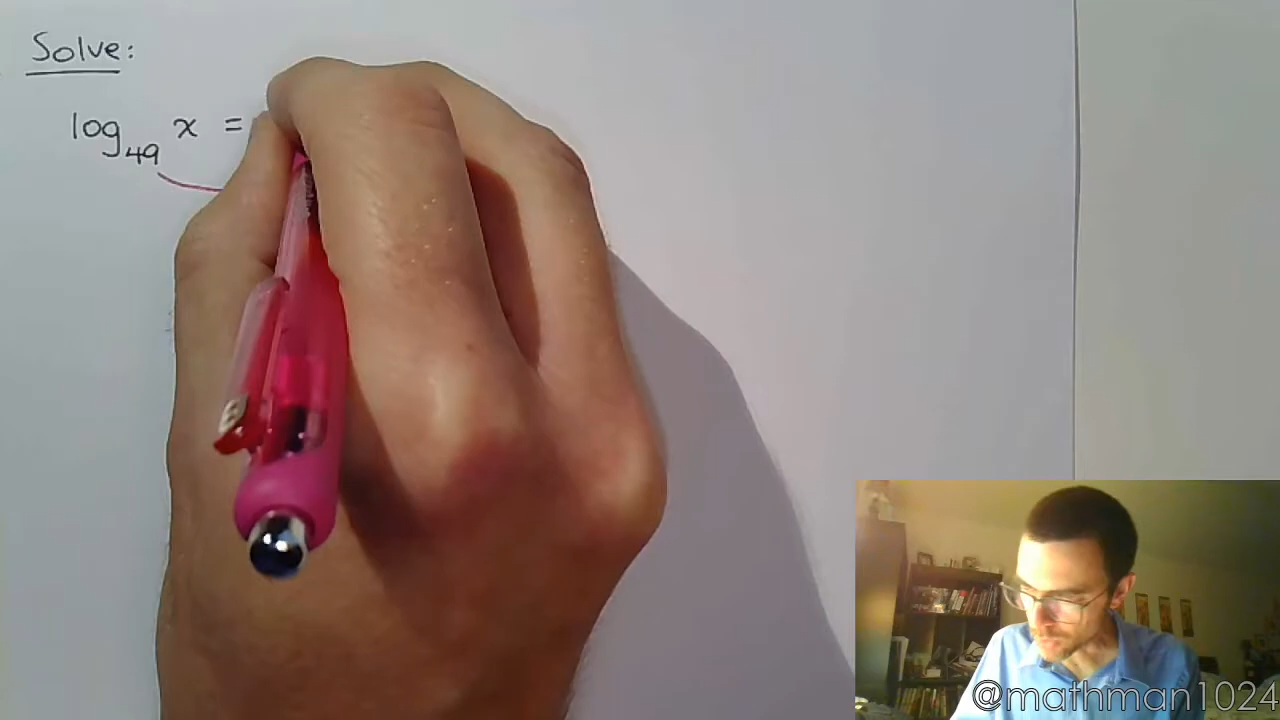 Solve:
log₄₉ x =
@mathman1024